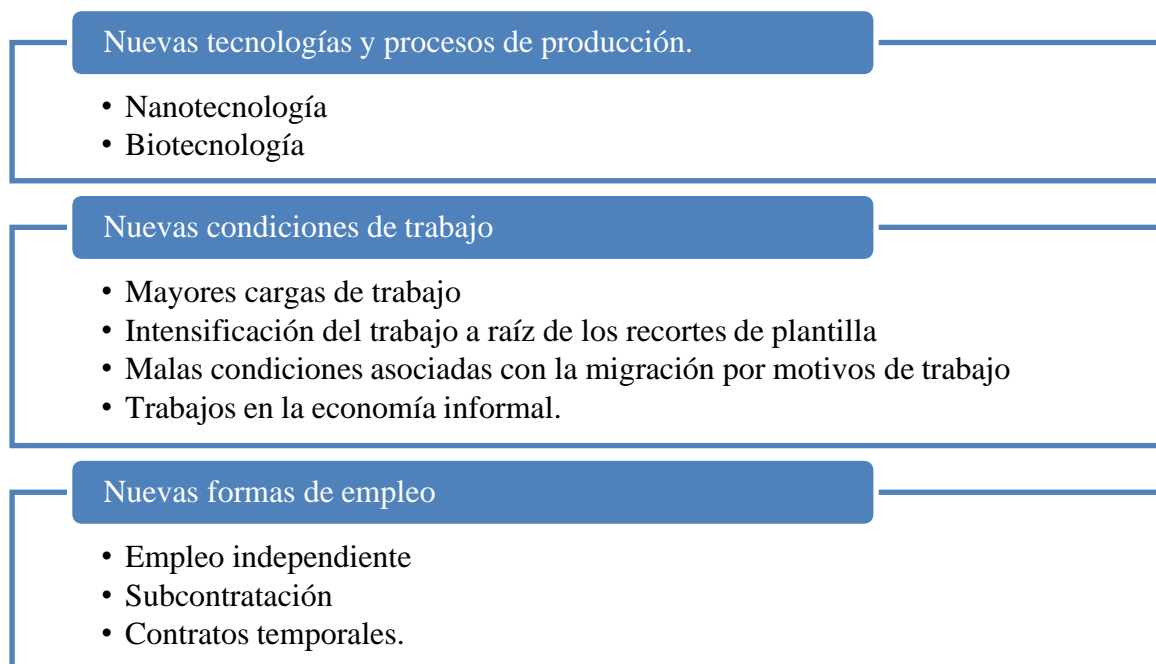 Nuevas tecnologías y procesos de producción.
• Nanotecnología
• Biotecnología
Nuevas condiciones de trabajo
• Mayores cargas de trabajo
• Intensificación del trabajo a raíz de los recortes de plantilla
• Malas condiciones asociadas con la migración por motivos de trabajo
• Trabajos en la economía informal.
Nuevas formas de empleo
• Empleo independiente
• Subcontratación
• Contratos temporales.